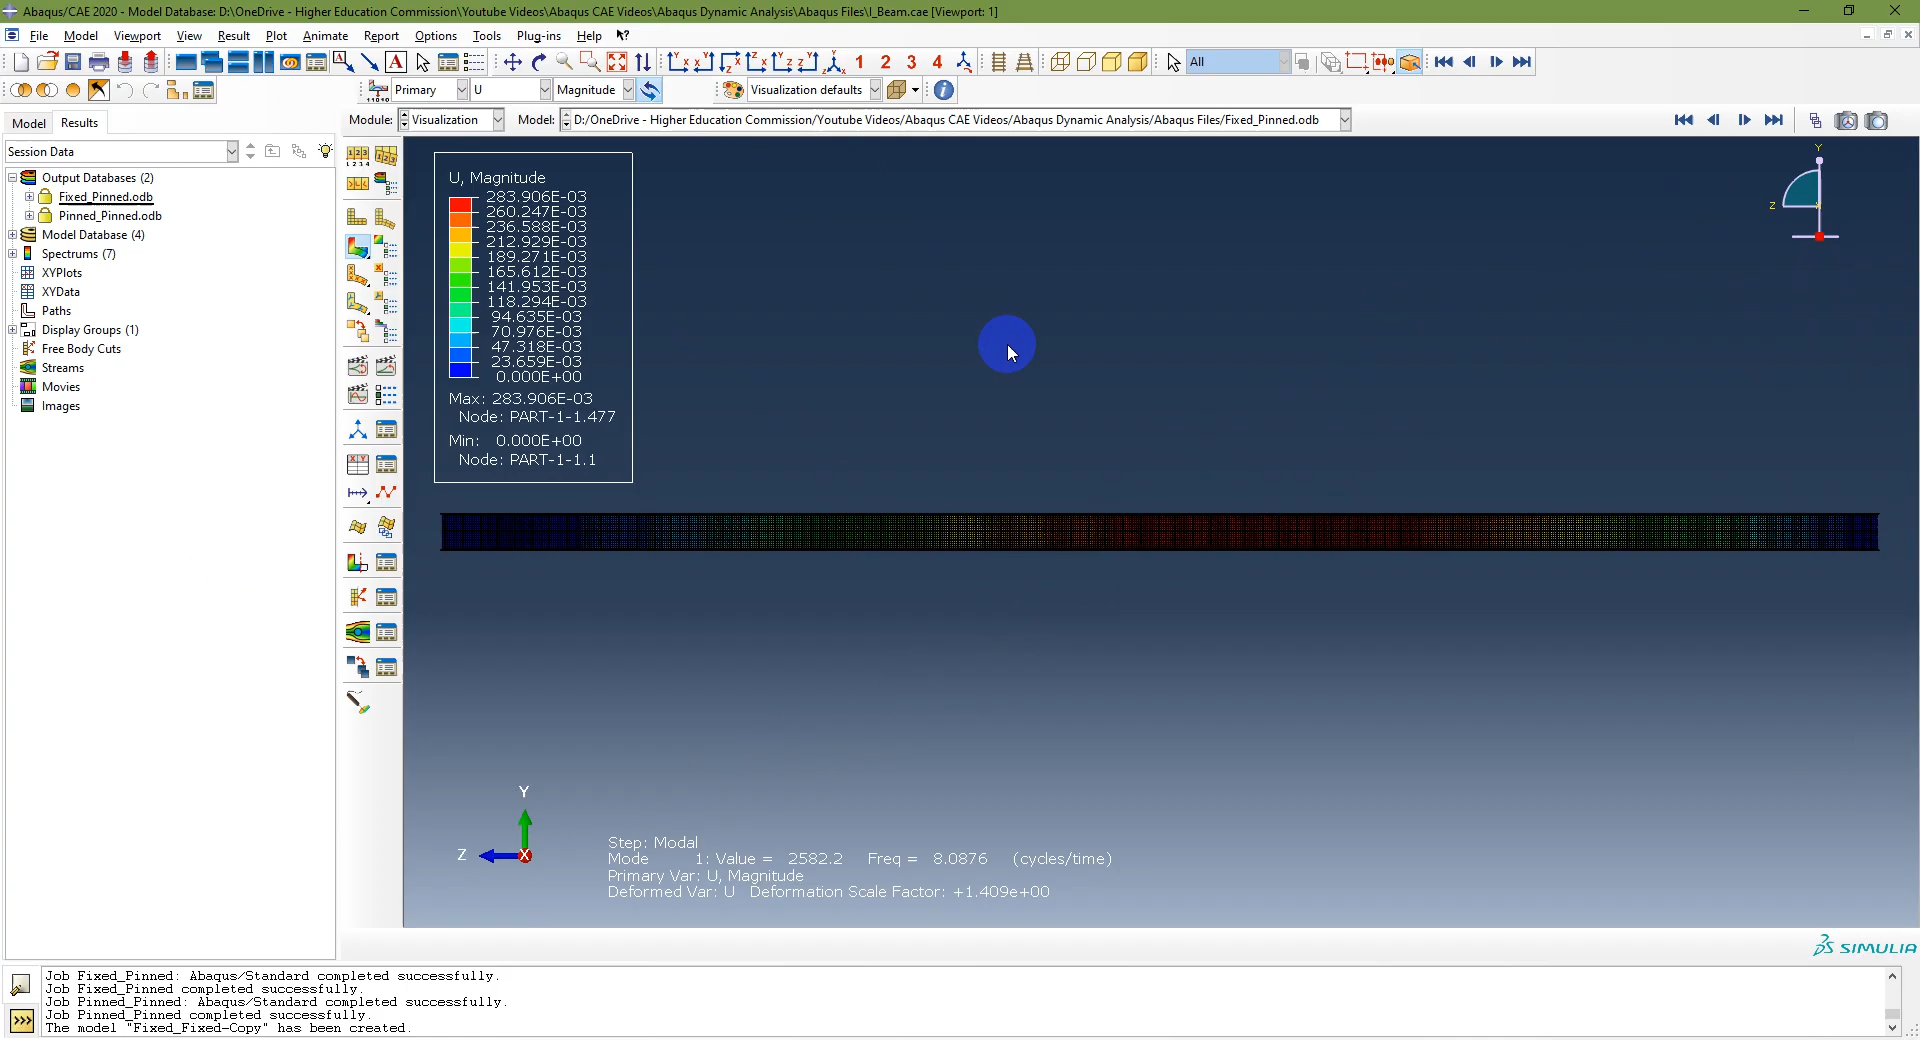 Abaqus/CAE 2020 - Model Database: D:\OneDrive - Higher Education Commission\Youtube Videos\Abaqus CAE Videos\Abaqus Dynamic Analysis\Abaqus Files\I_Beam.cae [Viewport: 1]
File Model Viewport View Result Plot Animate Report Options Tools Plug-ins Help
1 2 3 4 All
Primary U Magnitude Visualization defaults
Model Results Module: Visualization Model: D:/OneDrive - Higher Education Commission/Youtube Videos/Abaqus CAE Videos/Abaqus Dynamic Analysis/Abaqus Files/Fixed_Pinned.odb
Session Data
Output Databases (2)
Fixed_Pinned.odb
Pinned_Pinned.odb
Model Database (4)
Spectrums (7)
XYPlots
XYData
Paths
Display Groups (1)
Free Body Cuts
Streams
Movies
Images
U, Magnitude
283.906E-03
260.247E-03
236.588E-03
212.929E-03
189.271E-03
165.612E-03
141.953E-03
118.294E-03
94.635E-03
70.976E-03
47.318E-03
23.659E-03
0.000E+00
Max: 283.906E-03
Node: PART-1-1.477
Min: 0.000E+00
Node: PART-1-1.1
Y
Z
Y
Z
X
Step: Modal
Mode 1: Value = 2582.2 Freq = 8.0876 (cycles/time)
Primary Var: U, Magnitude
Deformed Var: U Deformation Scale Factor: +1.409e+00
SIMULIA
Job Fixed_Pinned: Abaqus/Standard completed successfully.
Job Fixed_Pinned completed successfully.
Job Pinned_Pinned: Abaqus/Standard completed successfully.
Job Pinned_Pinned completed successfully.
The model "Fixed_Fixed-Copy" has been created.